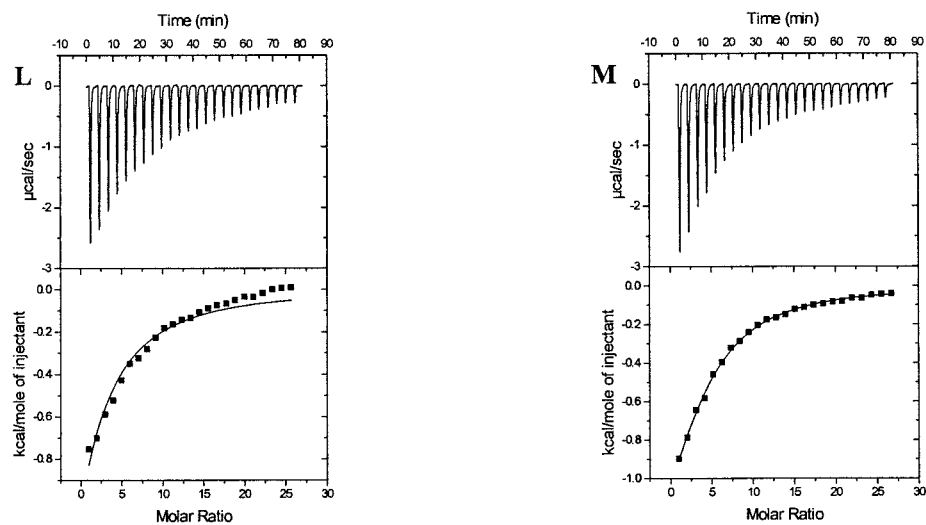 Time (min)
-10 0 10 20 30 40 50 60 70 80 90
L
0
-1
-2
-3
µcal/sec
0.0
-0.2
-0.4
-0.6
-0.8
kcal/mole of injectant
0 5 10 15 20 25 30
Molar Ratio
Time (min)
-10 0 10 20 30 40 50 60 70 80 90
M
0
-1
-2
-3
µcal/sec
0.0
-0.2
-0.4
-0.6
-0.8
-1.0
kcal/mole of injectant
0 5 10 15 20 25 30
Molar Ratio